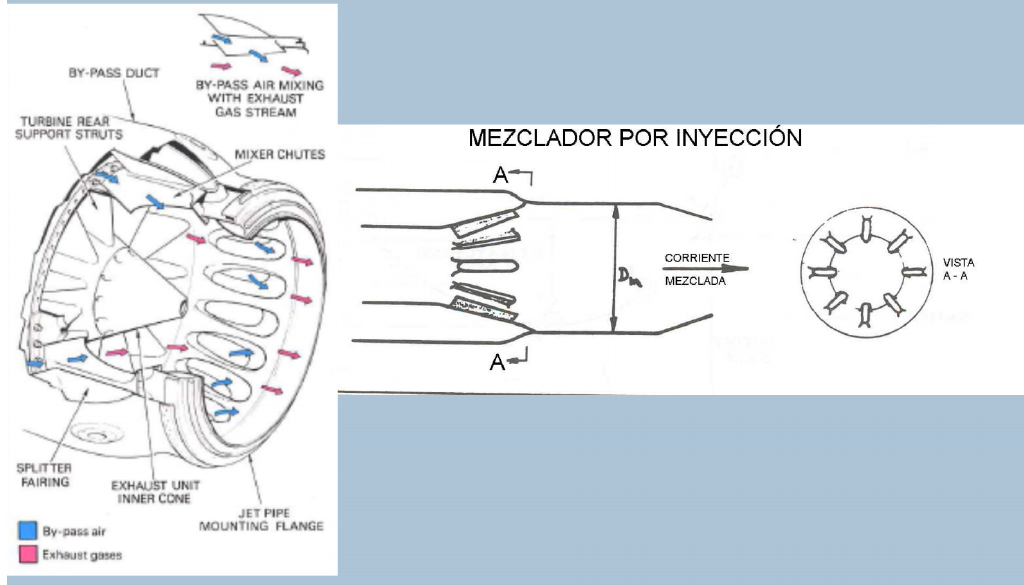 BY-PASS DUCT
BY-PASS AIR MIXING
WITH EXHAUST
GAS STREAM
TURBINE REAR
SUPPORT STRUTS
MIXER CHUTES
SPLITTER
FAIRING
EXHAUST UNIT
INNER CONE
JET PIPE
MOUNTING FLANGE
By-pass air
Exhaust gases
MEZCLADOR POR INYECCIÓN
A
Dm
CORRIENTE
MEZCLADA
A
VISTA
A - A